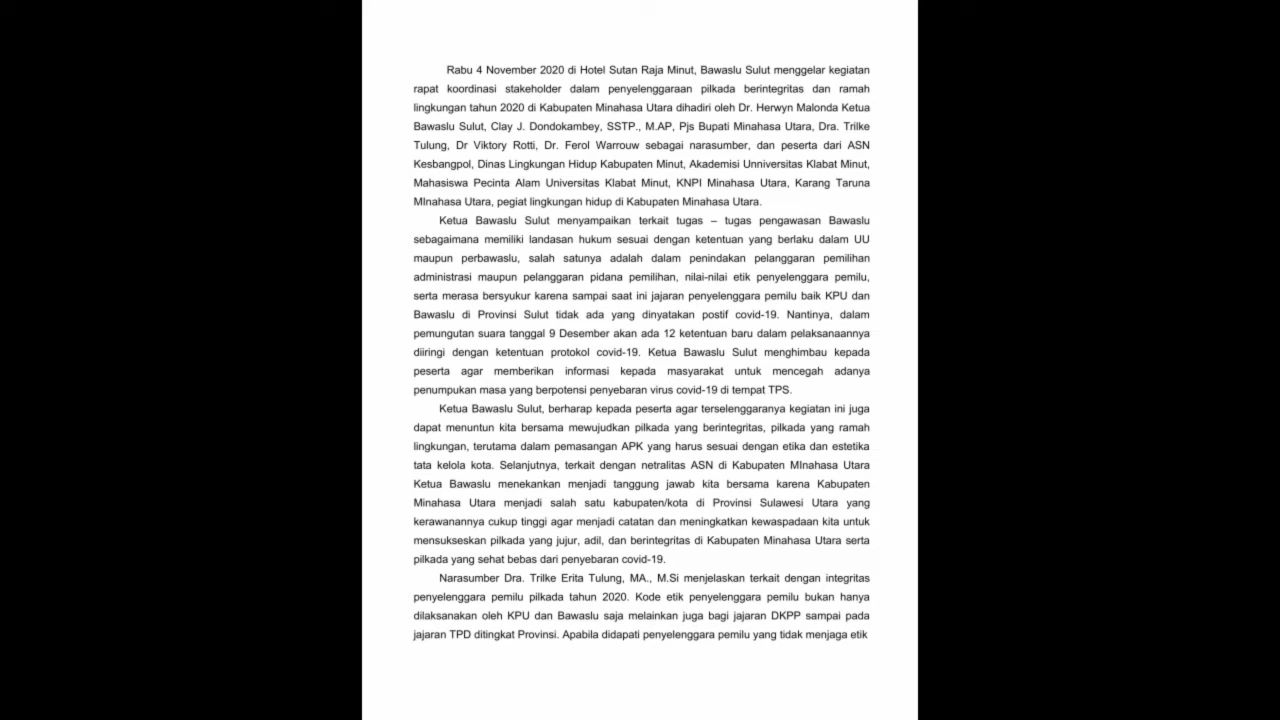 Rabu 4 November 2020 di Hotel Sutan Raja Minut, Bawaslu Sulut menggelar kegiatan
rapat koordinasi stakeholder dalam penyelenggaraan pilkada berintegritas dan ramah
lingkungan tahun 2020 di Kabupaten Minahasa Utara dihadiri oleh Dr. Herwyn Malonda Ketua
Bawaslu Sulut, Clay J. Dondokambey, SSTP., M.AP, Pjs Bupati Minahasa Utara, Dra. Trilke
Tulung, Dr Viktory Rotti, Dr. Ferol Warrouw sebagai narasumber, dan peserta dari ASN
Kesbangpol, Dinas Lingkungan Hidup Kabupaten Minut, Akademisi Unniversitas Klabat Minut,
Mahasiswa Pecinta Alam Universitas Klabat Minut, KNPI Minahasa Utara, Karang Taruna
MInahasa Utara, pegiat lingkungan hidup di Kabupaten Minahasa Utara.
Ketua Bawaslu Sulut menyampaikan terkait tugas – tugas pengawasan Bawaslu
sebagaimana memiliki landasan hukum sesuai dengan ketentuan yang berlaku dalam UU
maupun perbawaslu, salah satunya adalah dalam penindakan pelanggaran pemilihan
administrasi maupun pelanggaran pidana pemilihan, nilai-nilai etik penyelenggara pemilu,
serta merasa bersyukur karena sampai saat ini jajaran penyelenggara pemilu baik KPU dan
Bawaslu di Provinsi Sulut tidak ada yang dinyatakan postif covid-19. Nantinya, dalam
pemungutan suara tanggal 9 Desember akan ada 12 ketentuan baru dalam pelaksanaannya
diiringi dengan ketentuan protokol covid-19. Ketua Bawaslu Sulut menghimbau kepada
peserta agar memberikan informasi kepada masyarakat untuk mencegah adanya
penumpukan masa yang berpotensi penyebaran virus covid-19 di tempat TPS.
Ketua Bawaslu Sulut, berharap kepada peserta agar terselenggaranya kegiatan ini juga
dapat menuntun kita bersama mewujudkan pilkada yang berintegritas, pilkada yang ramah
lingkungan, terutama dalam pemasangan APK yang harus sesuai dengan etika dan estetika
tata kelola kota. Selanjutnya, terkait dengan netralitas ASN di Kabupaten MInahasa Utara
Ketua Bawaslu menekankan menjadi tanggung jawab kita bersama karena Kabupaten
Minahasa Utara menjadi salah satu kabupaten/kota di Provinsi Sulawesi Utara yang
kerawanannya cukup tinggi agar menjadi catatan dan meningkatkan kewaspadaan kita untuk
mensukseskan pilkada yang jujur, adil, dan berintegritas di Kabupaten Minahasa Utara serta
pilkada yang sehat bebas dari penyebaran covid-19.
Narasumber Dra. Trilke Erita Tulung, MA., M.Si menjelaskan terkait dengan integritas
penyelenggara pemilu pilkada tahun 2020. Kode etik penyelenggara pemilu bukan hanya
dilaksanakan oleh KPU dan Bawaslu saja melainkan juga bagi jajaran DKPP sampai pada
jajaran TPD ditingkat Provinsi. Apabila didapati penyelenggara pemilu yang tidak menjaga etik